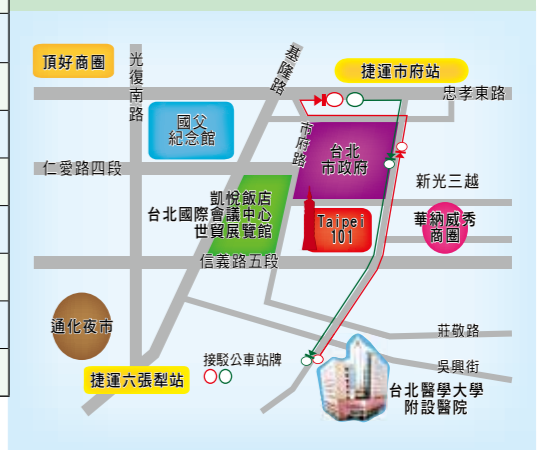 頂好商圈
光復南路
基隆路
捷運市府站
忠孝東路
國父
紀念館
市府路
台北
市政府
仁愛路四段
新光三越
凱悅飯店
台北國際會議中心
世貿展覽館
Taipei
101
華納威秀
商圈
信義路五段
通化夜市
莊敬路
接駁公車站牌
吳興街
捷運六張犁站
台北醫學大學
附設醫院